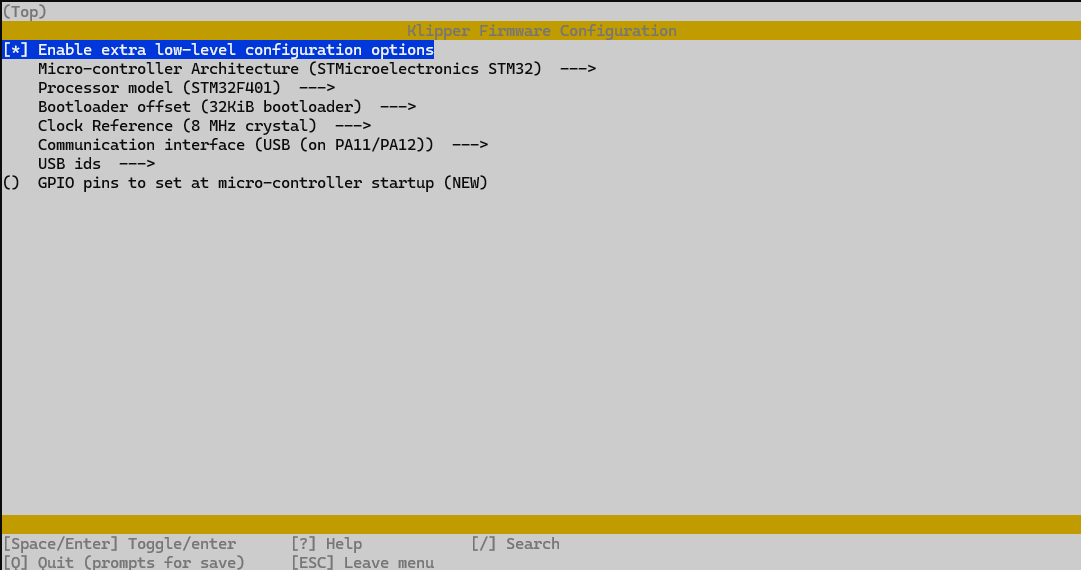 (Top)
Klipper Firmware Configuration
[*] Enable extra low-level configuration options
Micro-controller Architecture (STMicroelectronics STM32)  --->
Processor model (STM32F401)  --->
Bootloader offset (32KiB bootloader)  --->
Clock Reference (8 MHz crystal)  --->
Communication interface (USB (on PA11/PA12))  --->
USB ids  --->
()  GPIO pins to set at micro-controller startup (NEW)
[Space/Enter] Toggle/enter      [?] Help            [/] Search
[Q] Quit (prompts for save)     [ESC] Leave menu